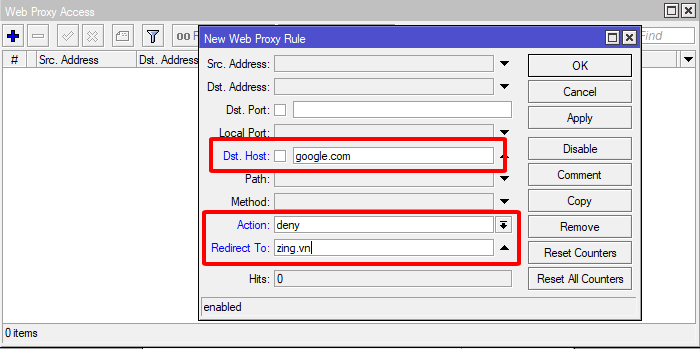 Web Proxy Access
New Web Proxy Rule
Find
#
Src. Address
Dst. Address
Src. Address:
Dst. Address:
Dst. Port:
Local Port:
Dst. Host: google.com
Path:
Method:
Action: deny
Redirect To: zing.vn
Hits: 0
enabled
OK
Cancel
Apply
Disable
Comment
Copy
Remove
Reset Counters
Reset All Counters
0 items